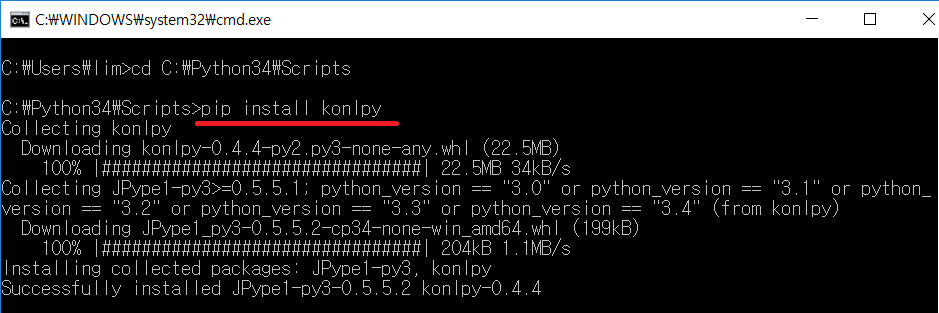 C:₩WINDOWS₩system32₩cmd.exe
C:₩Users₩lim>cd C:₩Python34₩Scripts
C:₩Python34₩Scripts>pip install konlpy
Collecting konlpy
  Downloading konlpy-0.4.4-py2.py3-none-any.whl (22.5MB)
    100% |################################| 22.5MB 34kB/s
Collecting JPype1-py3>=0.5.5.1; python_version == "3.0" or python_version == "3.1" or python_
version == "3.2" or python_version == "3.3" or python_version == "3.4" (from konlpy)
  Downloading JPype1_py3-0.5.5.2-cp34-none-win_amd64.whl (199kB)
    100% |################################| 204kB 1.1MB/s
Installing collected packages: JPype1-py3, konlpy
Successfully installed JPype1-py3-0.5.5.2 konlpy-0.4.4